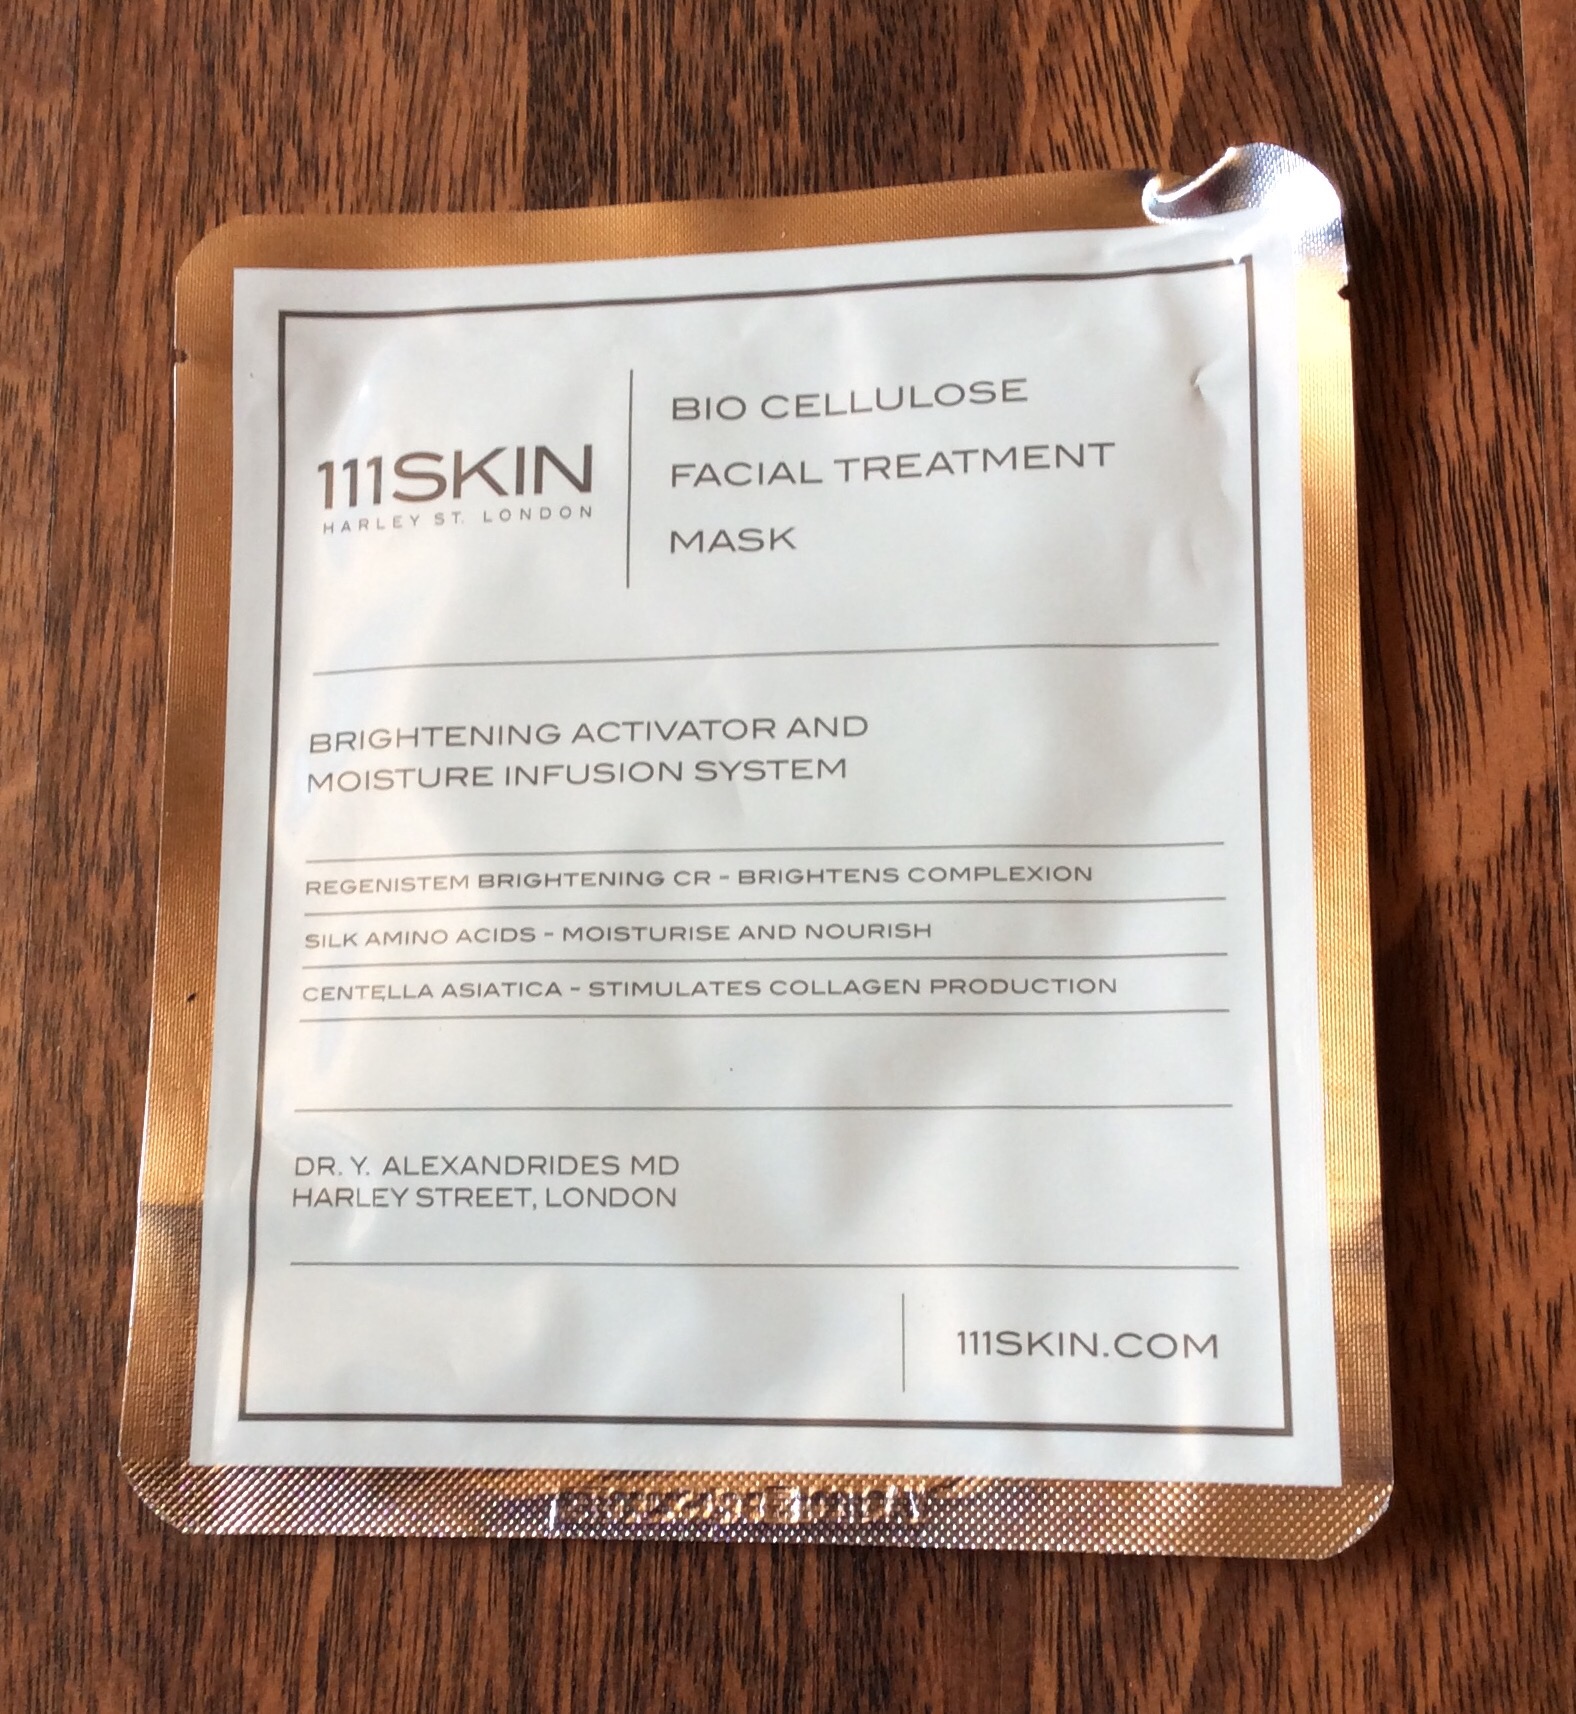 111SKIN
HARLEY ST. LONDON
BIO CELLULOSE
FACIAL TREATMENT
MASK
BRIGHTENING ACTIVATOR AND
MOISTURE INFUSION SYSTEM
REGENISTEM BRIGHTENING CR - BRIGHTENS COMPLEXION
SILK AMINO ACIDS - MOISTURISE AND NOURISH
CENTELLA ASIATICA - STIMULATES COLLAGEN PRODUCTION
DR. Y. ALEXANDRIDES MD
HARLEY STREET, LONDON
111SKIN.COM